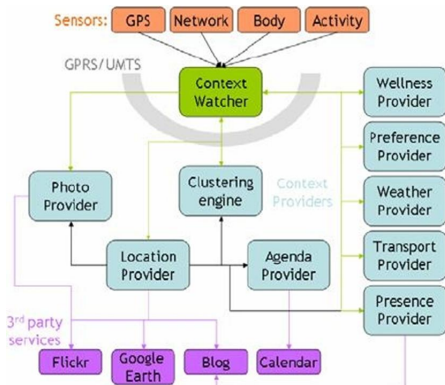 Sensors: GPS Network Body Activity
GPRS/UMTS
Context
Watcher
Wellness
Provider
Preference
Provider
Photo
Provider
Clustering
engine
Context
Providers
Weather
Provider
Location
Provider
Agenda
Provider
Transport
Provider
Presence
Provider
3rd party
services
Flickr
Google
Earth
Blog
Calendar